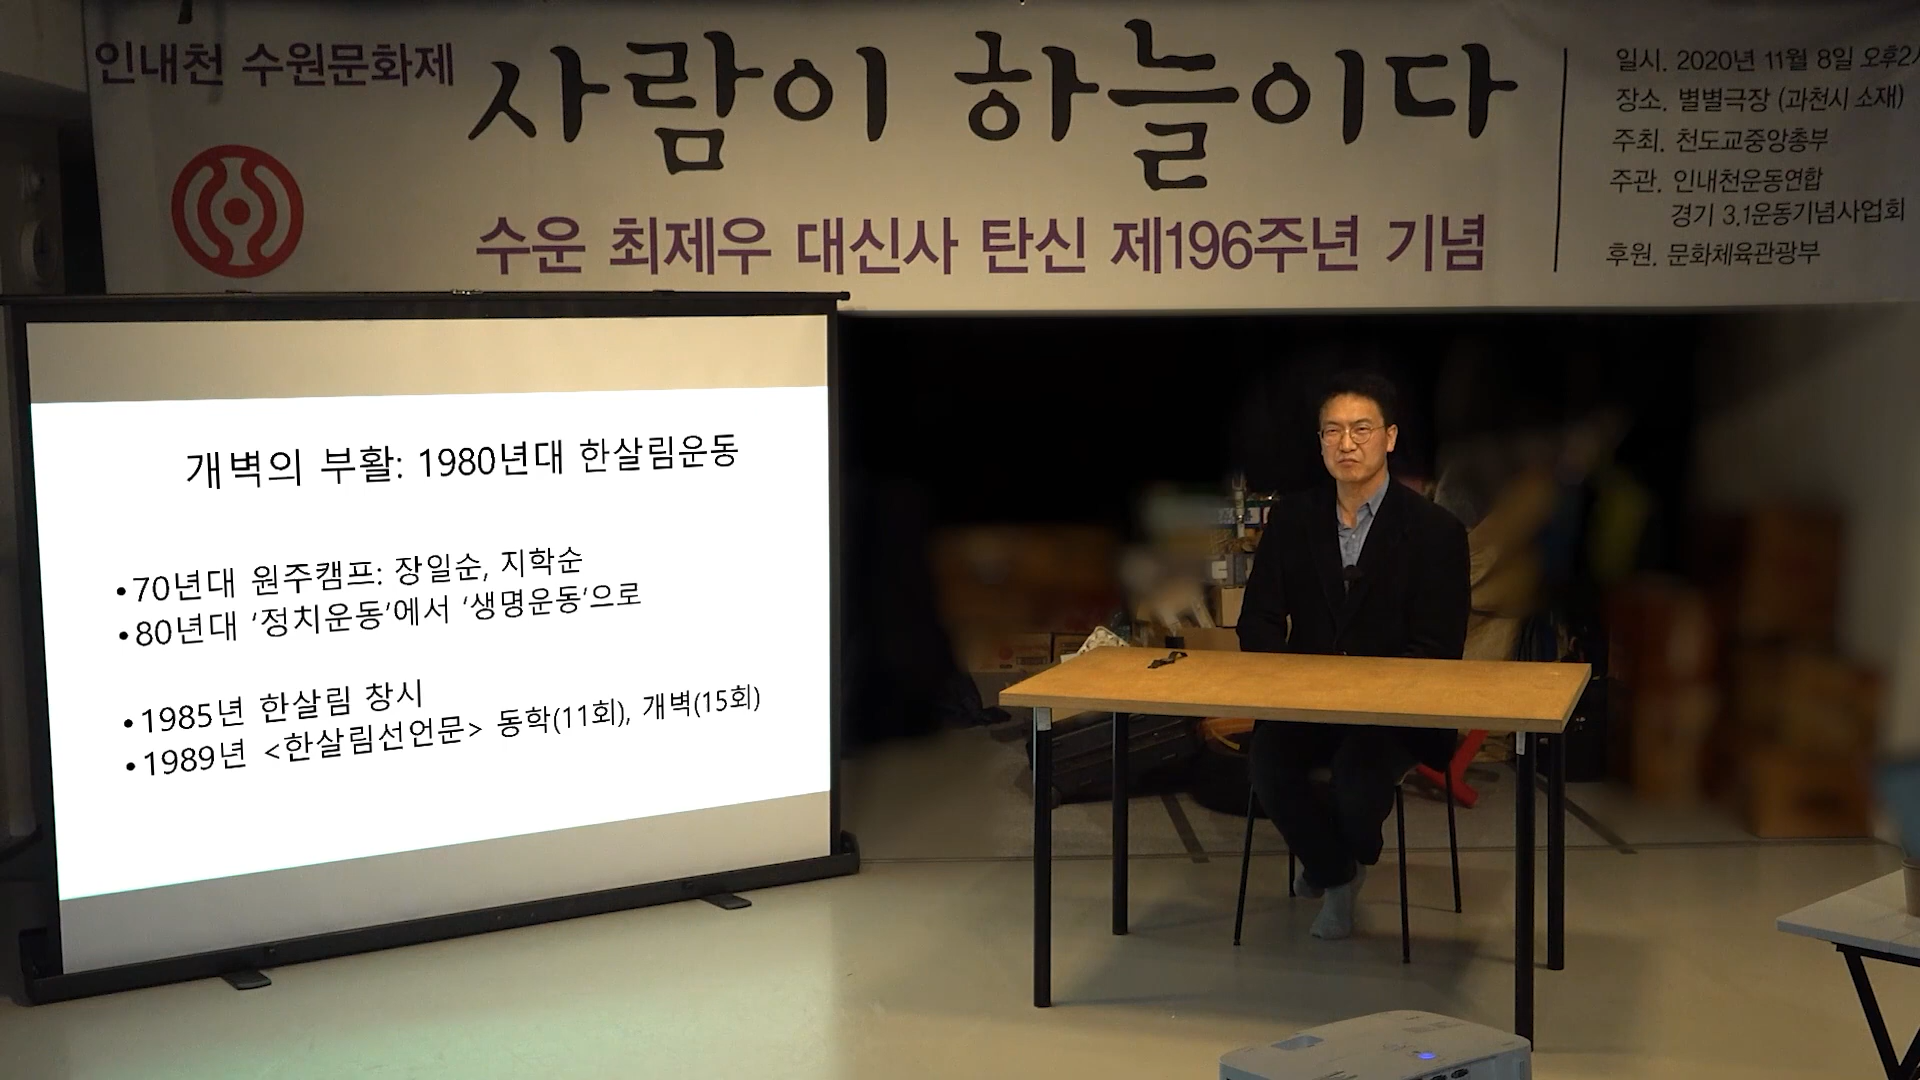 인내천 수원문화제
사람이 하늘이다
수운 최제우 대신사 탄신 제196주년 기념
일시. 2020년 11월 8일 오후2시
장소. 별별극장 (과천시 소재)
주최. 천도교중앙총부
주관. 인내천운동연합
경기 3.1운동기념사업회
후원. 문화체육관광부
개벽의 부활: 1980년대 한살림운동
•70년대 원주캠프: 장일순, 지학순
•80년대 ‘정치운동’에서 ‘생명운동’으로
•1985년 한살림 창시
•1989년 <한살림선언문> 동학(11회), 개벽(15회)